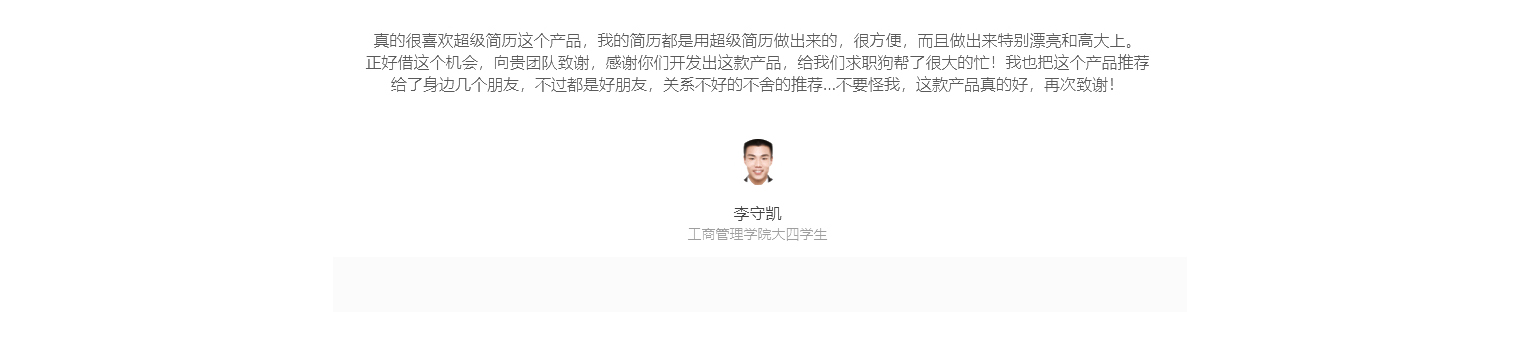 真的很喜欢超级简历这个产品，我的简历都是用超级简历做出来的，很方便，而且做出来特别漂亮和高大上。
正好借这个机会，向贵团队致谢，感谢你们开发出这款产品，给我们求职狗帮了很大的忙！我也把这个产品推荐
给了身边几个朋友，不过都是好朋友，关系不好的不舍的推荐...不要怪我，这款产品真的好，再次致谢！
李守凯
工商管理学院大四学生